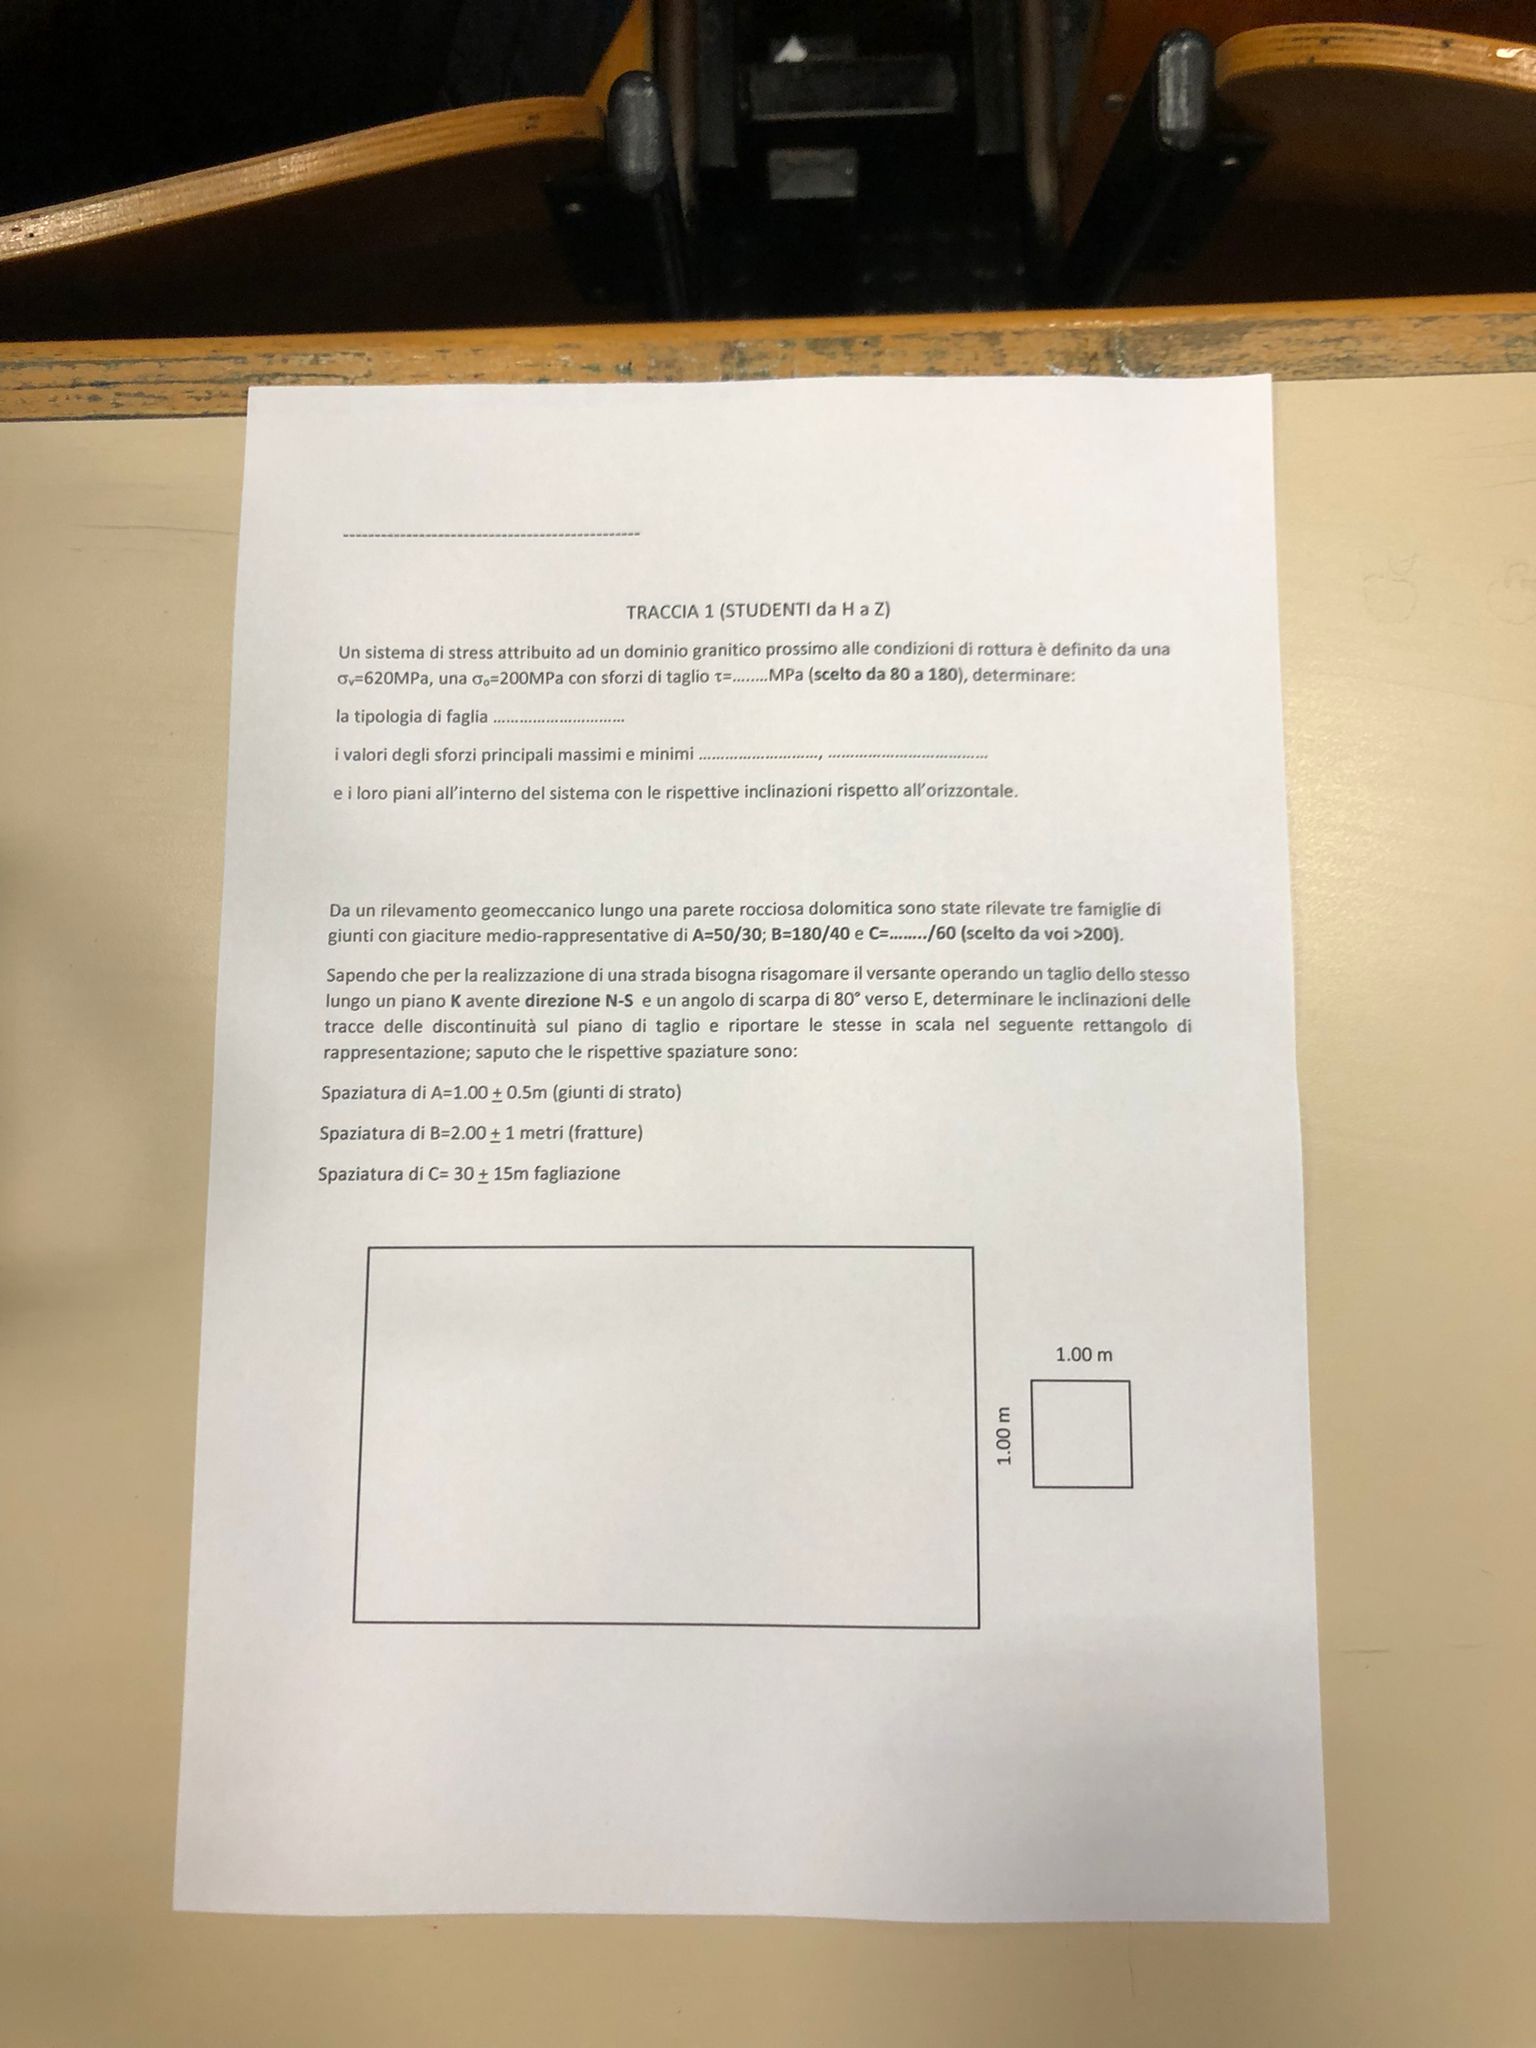 ----------------------------------------------
TRACCIA 1 (STUDENTI da H a Z)
Un sistema di stress attribuito ad un dominio granitico prossimo alle condizioni di rottura è definito da una
σᵥ=620MPa, una σₒ=200MPa con sforzi di taglio τ=........MPa (scelto da 80 a 180), determinare:
la tipologia di faglia ..............................
i valori degli sforzi principali massimi e minimi ............................, .....................................
e i loro piani all'interno del sistema con le rispettive inclinazioni rispetto all'orizzontale.
Da un rilevamento geomeccanico lungo una parete rocciosa dolomitica sono state rilevate tre famiglie di
giunti con giaciture medio-rappresentative di A=50/30; B=180/40 e C=......../60 (scelto da voi >200).
Sapendo che per la realizzazione di una strada bisogna risagomare il versante operando un taglio dello stesso
lungo un piano K avente direzione N-S e un angolo di scarpa di 80° verso E, determinare le inclinazioni delle
tracce delle discontinuità sul piano di taglio e riportare le stesse in scala nel seguente rettangolo di
rappresentazione; saputo che le rispettive spaziature sono:
Spaziatura di A=1.00 ± 0.5m (giunti di strato)
Spaziatura di B=2.00 ± 1 metri (fratture)
Spaziatura di C= 30 ± 15m fagliazione
1.00 m
1.00 m